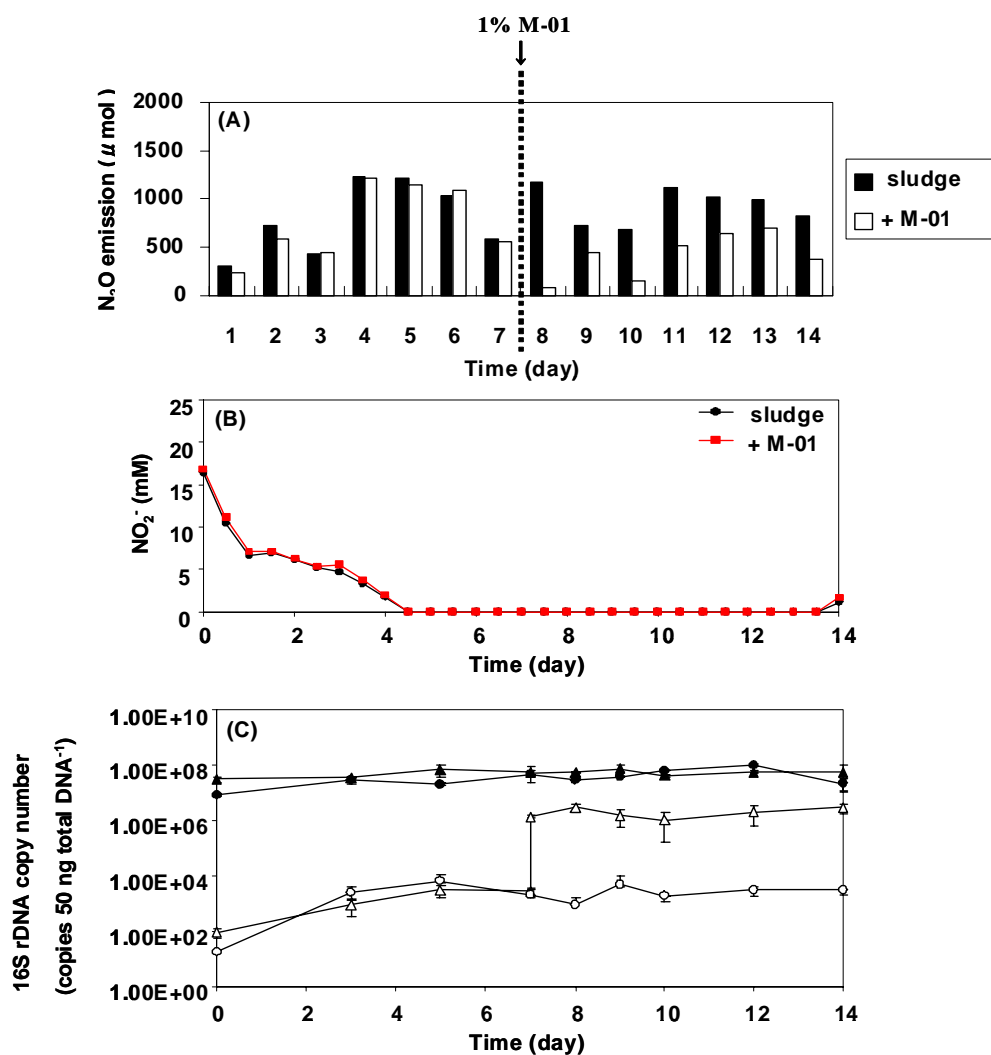 1% M-01
(A)
N₂O emission (μmol)
2000
1500
1000
500
0
1 2 3 4 5 6 7 8 9 10 11 12 13 14
Time (day)
sludge
+ M-01
(B)
NO₂⁻ (mM)
25
20
15
10
5
0
0 2 4 6 8 10 12 14
Time (day)
sludge
+ M-01
(C)
16S rDNA copy number
(copies 50 ng total DNA⁻¹)
1.00E+10
1.00E+08
1.00E+06
1.00E+04
1.00E+02
1.00E+00
0 2 4 6 8 10 12 14
Time (day)